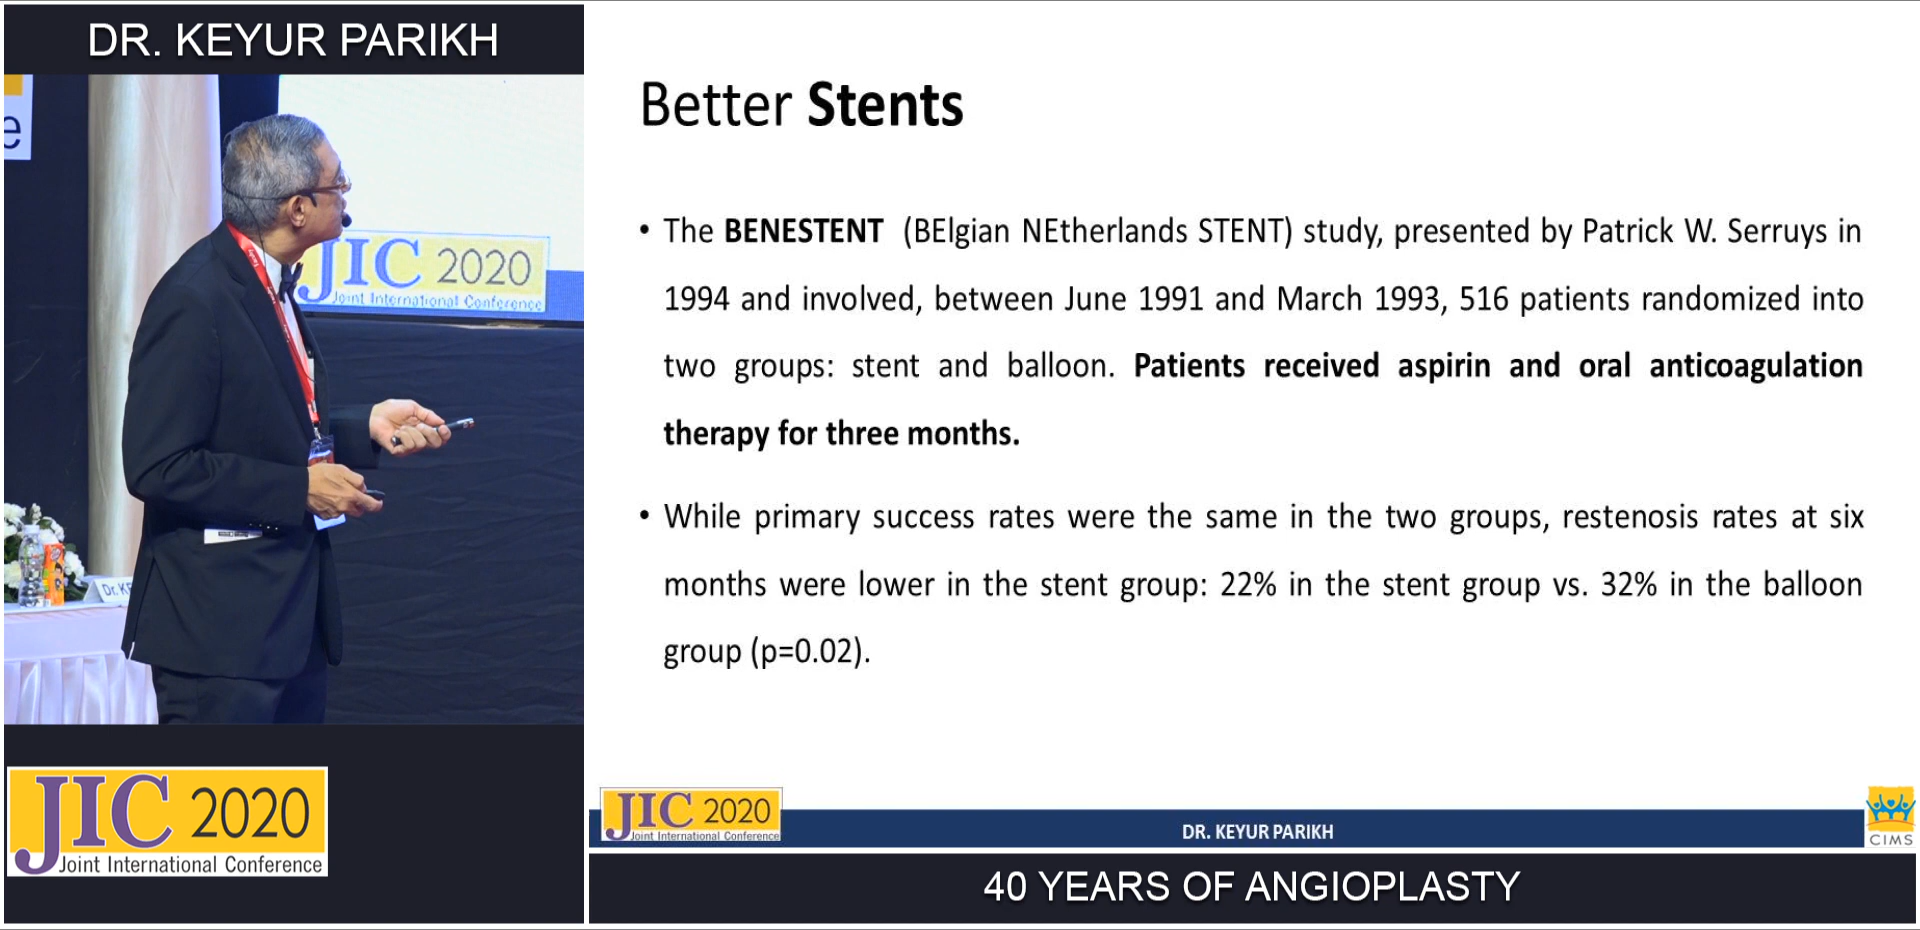 DR. KEYUR PARIKH
e
JIC 2020
Joint International Conference
Dr. KE
JIC 2020
Joint International Conference
Better Stents
• The BENESTENT (BElgian NEtherlands STENT) study, presented by Patrick W. Serruys in
1994 and involved, between June 1991 and March 1993, 516 patients randomized into
two groups: stent and balloon. Patients received aspirin and oral anticoagulation
therapy for three months.
• While primary success rates were the same in the two groups, restenosis rates at six
months were lower in the stent group: 22% in the stent group vs. 32% in the balloon
group (p=0.02).
JIC 2020
Joint International Conference
DR. KEYUR PARIKH
CIMS
40 YEARS OF ANGIOPLASTY